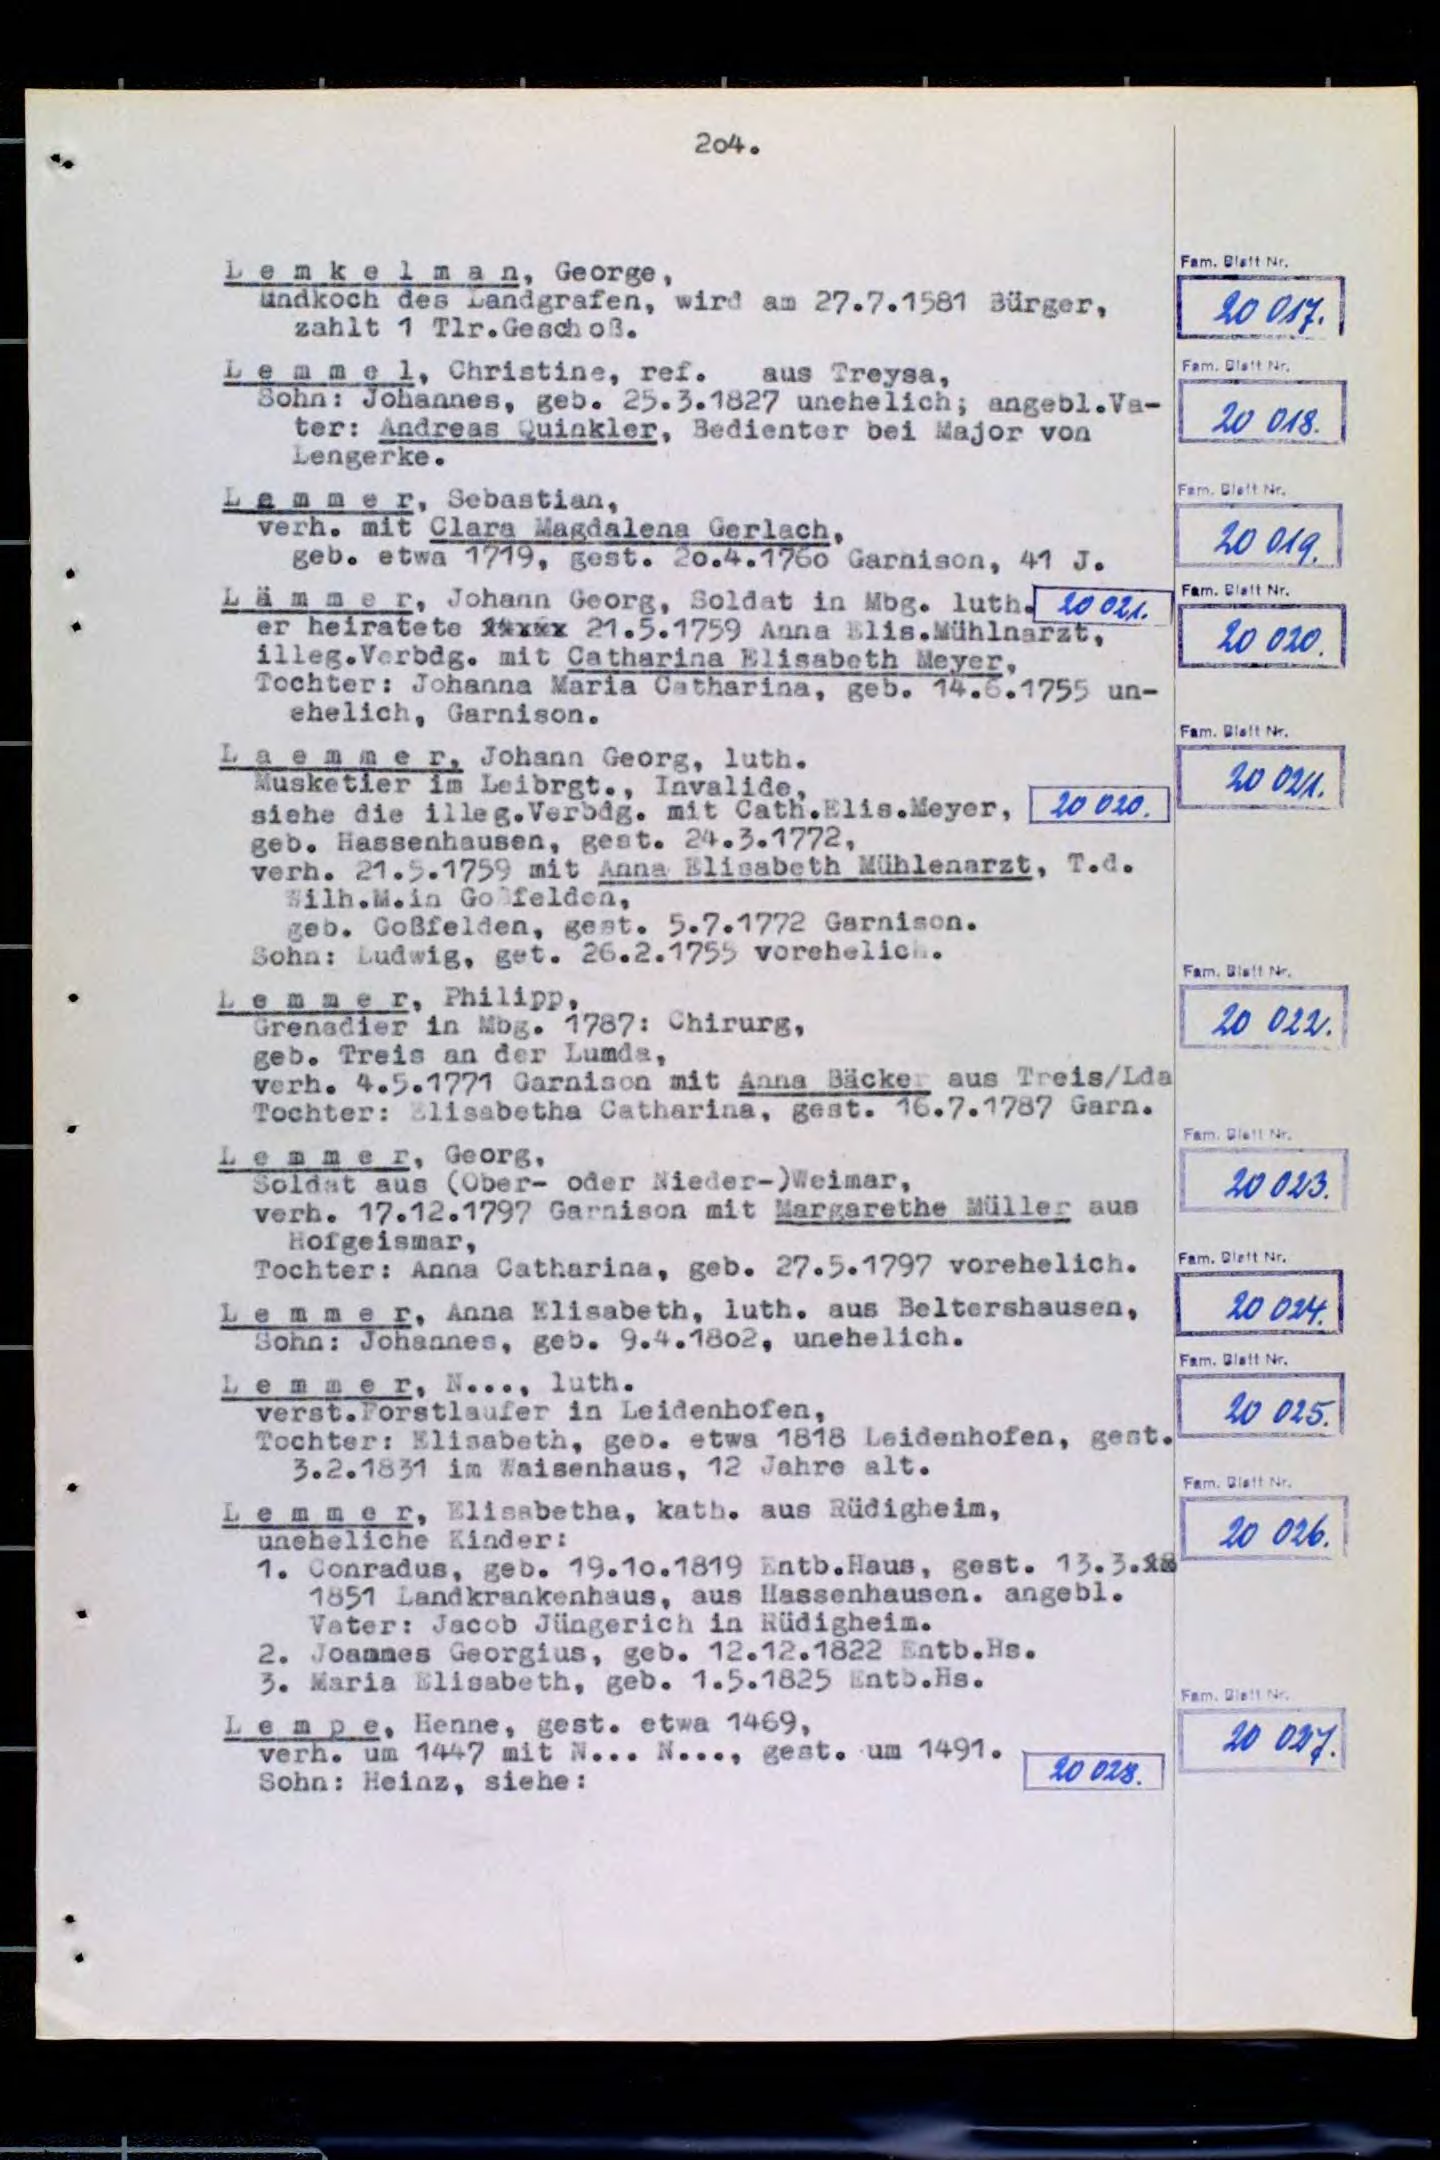 204.
Lemkelman, George,
undkoch des Landgrafen, wird am 27.7.1581 Bürger,
zahlt 1 Tlr.Geschoß.
Fam. Blatt Nr.
20 017.
Lemmel, Christine, ref. aus Treysa,
Sohn: Johannes, geb. 25.3.1827 unehelich; angebl.Va-
ter: Andreas Quinkler, Bedienter bei Major von
Lengerke.
Fam. Blatt Nr.
20 018.
Lemmer, Sebastian,
verh. mit Clara Magdalena Gerlach,
geb. etwa 1719, gest. 2o.4.176o Garnison, 41 J.
Fam. Blatt Nr.
20 019.
Lämmer, Johann Georg, Soldat in Mbg. luth. 20 021.
er heiratete 21.5.1759 Anna Elis.Mühlnarzt,
illeg.Verbdg. mit Catharina Elisabeth Meyer,
Tochter: Johanna Maria Catharina, geb. 14.6.1755 un-
ehelich, Garnison.
Fam. Blatt Nr.
20 020.
Laemmer, Johann Georg, luth.
Musketier im Leibrgt., Invalide,
siehe die illeg.Verbdg. mit Cath.Elis.Meyer, 20 020.
geb. Hassenhausen, gest. 24.3.1772,
verh. 21.5.1759 mit Anna Elisabeth Mühlenarzt, T.d.
Wilh.M.in Goßfelden,
geb. Goßfelden, gest. 5.7.1772 Garnison.
Sohn: Ludwig, get. 26.2.1755 vorehelich.
Fam. Blatt Nr.
20 021.
Lemmer, Philipp,
Grenadier in Mbg. 1787: Chirurg,
geb. Treis an der Lumda,
verh. 4.5.1771 Garnison mit Anna Bäcker aus Treis/Lda
Tochter: Elisabetha Catharina, gest. 16.7.1787 Garn.
Fam. Blatt Nr.
20 022.
Lemmer, Georg,
Soldat aus (Ober- oder Nieder-)Weimar,
verh. 17.12.1797 Garnison mit Margarethe Müller aus
Hofgeismar,
Tochter: Anna Catharina, geb. 27.5.1797 vorehelich.
Fam. Blatt Nr.
20 023.
Lemmer, Anna Elisabeth, luth. aus Beltershausen,
Sohn: Johannes, geb. 9.4.18o2, unehelich.
Fam. Blatt Nr.
20 024.
Lemmer, N..., luth.
verst.Forstlaufer in Leidenhofen,
Tochter: Elisabeth, geb. etwa 1818 Leidenhofen, gest.
3.2.1831 im Waisenhaus, 12 Jahre alt.
Fam. Blatt Nr.
20 025.
Lemmer, Elisabetha, kath. aus Rüdigheim,
uneheliche Kinder:
1. Conradus, geb. 19.1o.1819 Entb.Haus, gest. 13.3.
1851 Landkrankenhaus, aus Hassenhausen. angebl.
Vater: Jacob Jüngerich in Rüdigheim.
2. Joannes Georgius, geb. 12.12.1822 Entb.Hs.
3. Maria Elisabeth, geb. 1.5.1825 Entb.Hs.
Fam. Blatt Nr.
20 026.
Lempe, Henne, gest. etwa 1469,
verh. um 1447 mit N... N..., gest. um 1491.
Sohn: Heinz, siehe: 20 028.
Fam. Blatt Nr.
20 027.